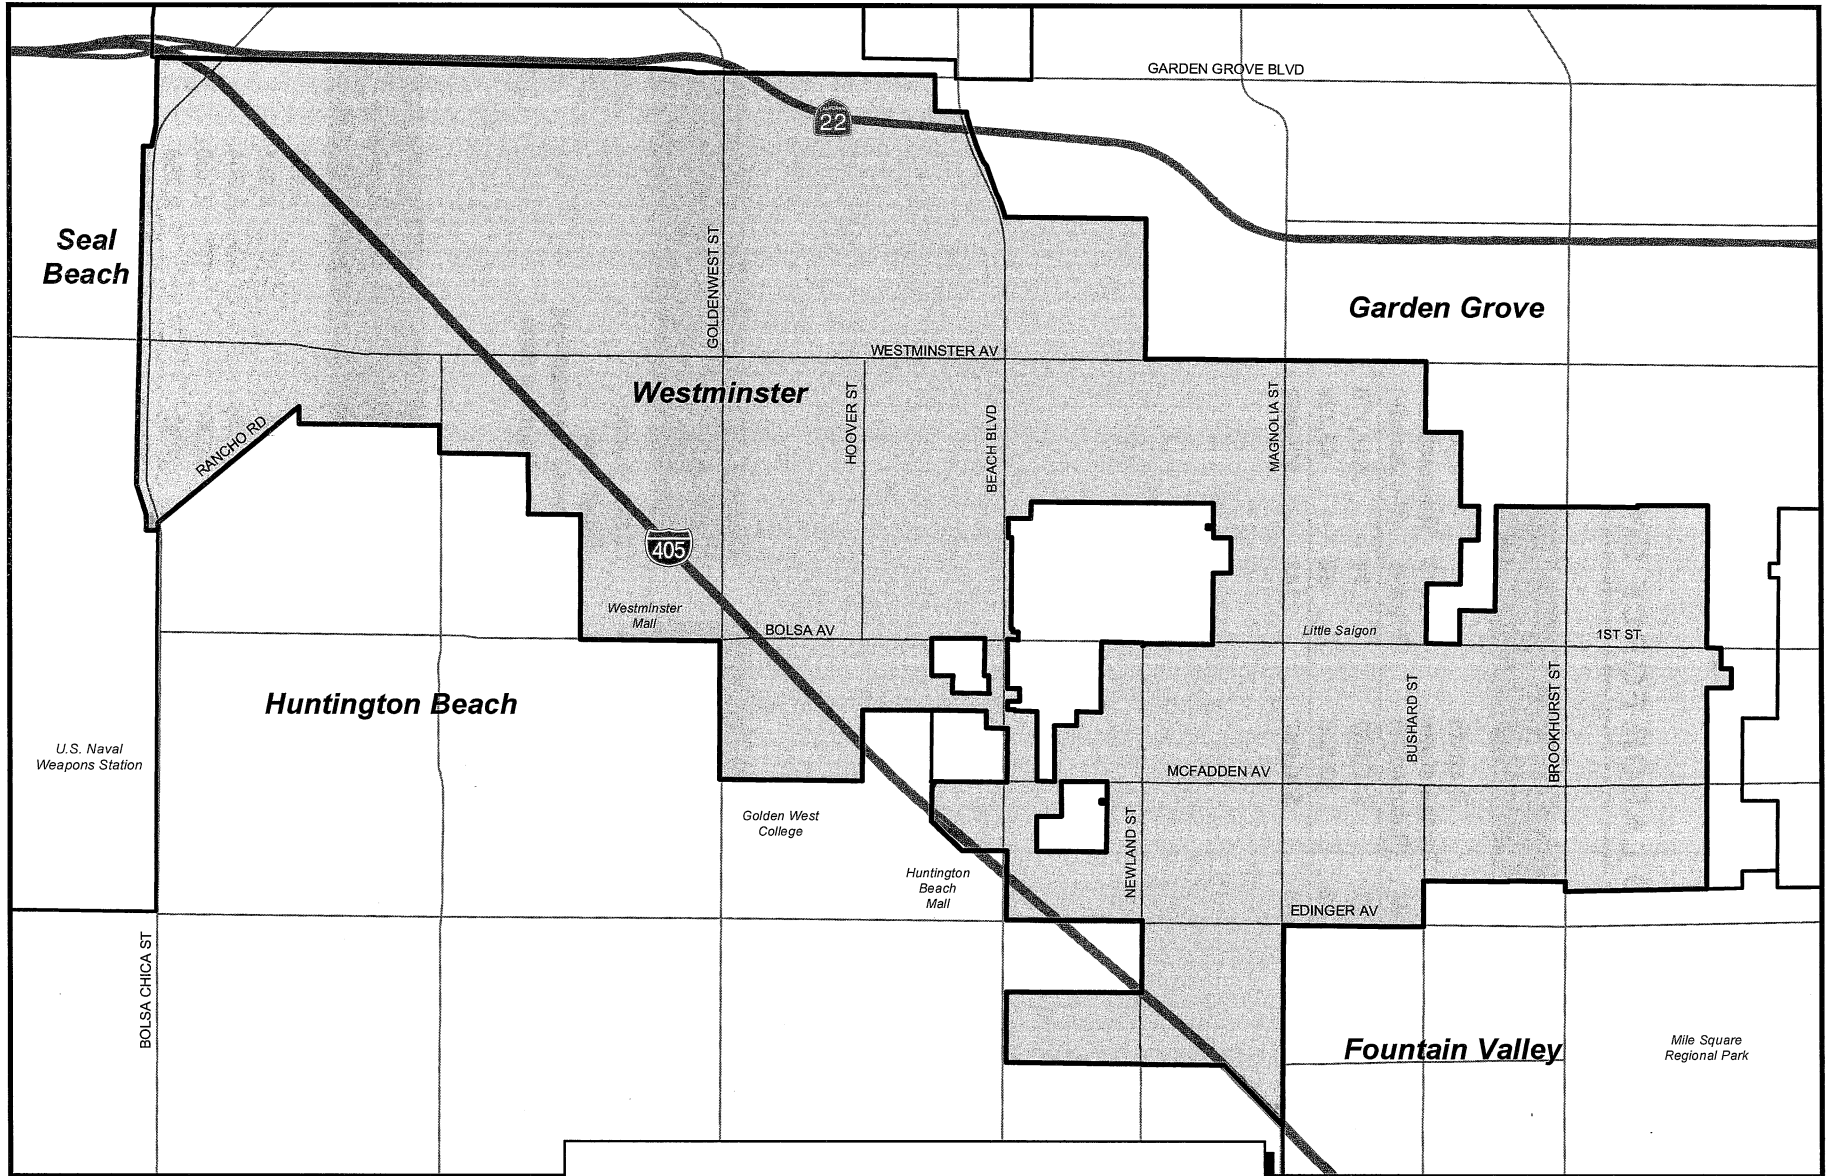 GARDEN GROVE BLVD
22
Seal
Beach
GOLDENWEST ST
Garden Grove
WESTMINSTER AV
Westminster
HOOVER ST
BEACH BLVD
MAGNOLIA ST
RANCHO RD
405
Westminster
Mall
BOLSA AV
Little Saigon
1ST ST
Huntington Beach
BUSHARD ST
BROOKHURST ST
U.S. Naval
Weapons Station
MCFADDEN AV
Golden West
College
NEWLAND ST
Huntington
Beach
Mall
EDINGER AV
BOLSA CHICA ST
Fountain Valley
Mile Square
Regional Park